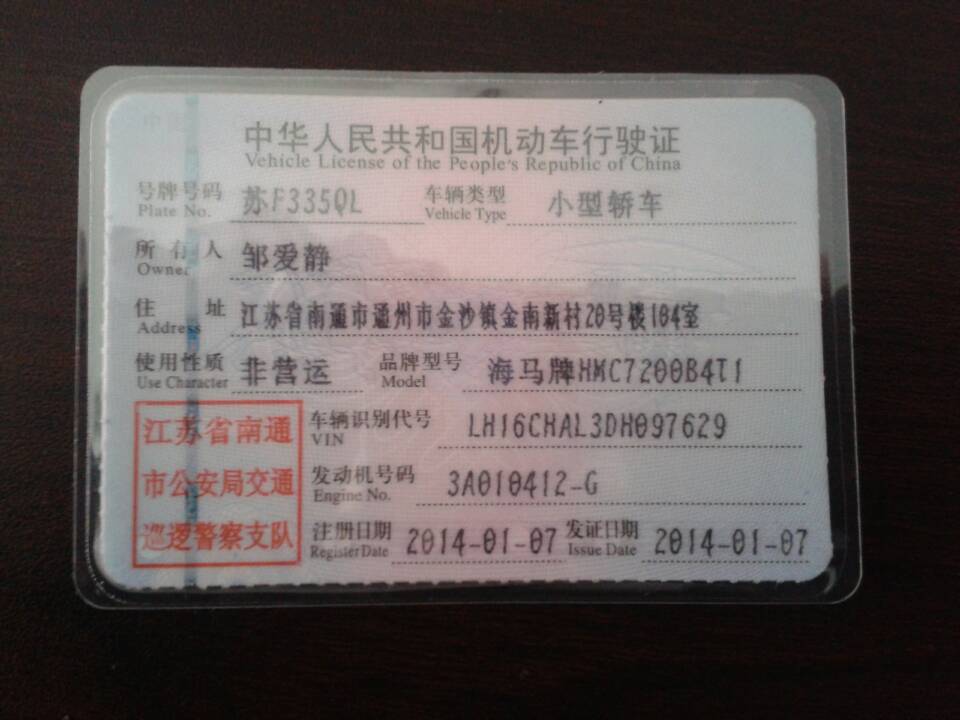 中华人民共和国机动车行驶证
Vehicle License of the People's Republic of China
号牌号码 苏F335QL 车辆类型 小型轿车
Plate No. Vehicle Type
所有人 邹爱静
Owner
住址 江苏省南通市通州市金沙镇金南新村20号楼104室
Address
使用性质 非营运 品牌型号 海马牌HMC7200B4T1
Use Character Model
江苏省南通 车辆识别代号 LH16CHAL3DH097629
VIN
市公安局交通 发动机号码 3A010412-G
Engine No.
巡逻警察支队 注册日期 2014-01-07 发证日期 2014-01-07
Register Date Issue Date